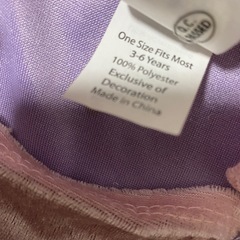 Q.C.
One Size Fits Most
3-6 Years
100% Polyester
Exclusive of
Decoration
Made in China